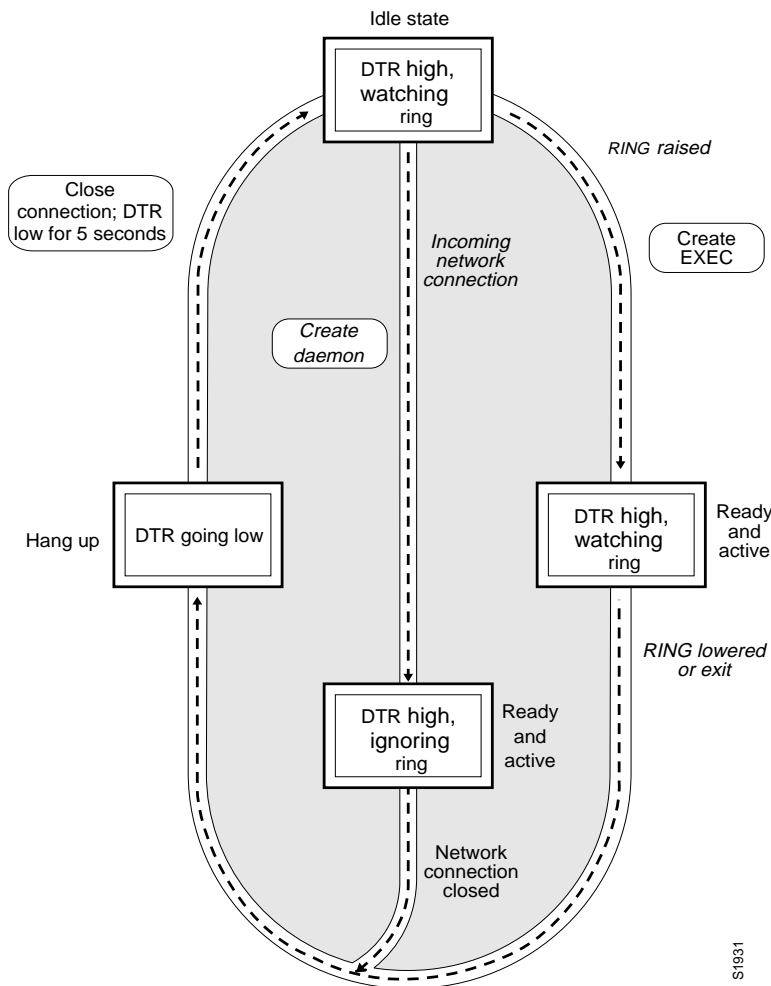 Idle state
DTR high,
watching
ring
RING raised
Close
connection; DTR
low for 5 seconds
Create
EXEC
Incoming
network
connection
Create
daemon
Hang up
DTR going low
DTR high,
watching
ring
Ready
and
active
RING lowered
or exit
DTR high,
ignoring
ring
Ready
and
active
Network
connection
closed
S1931